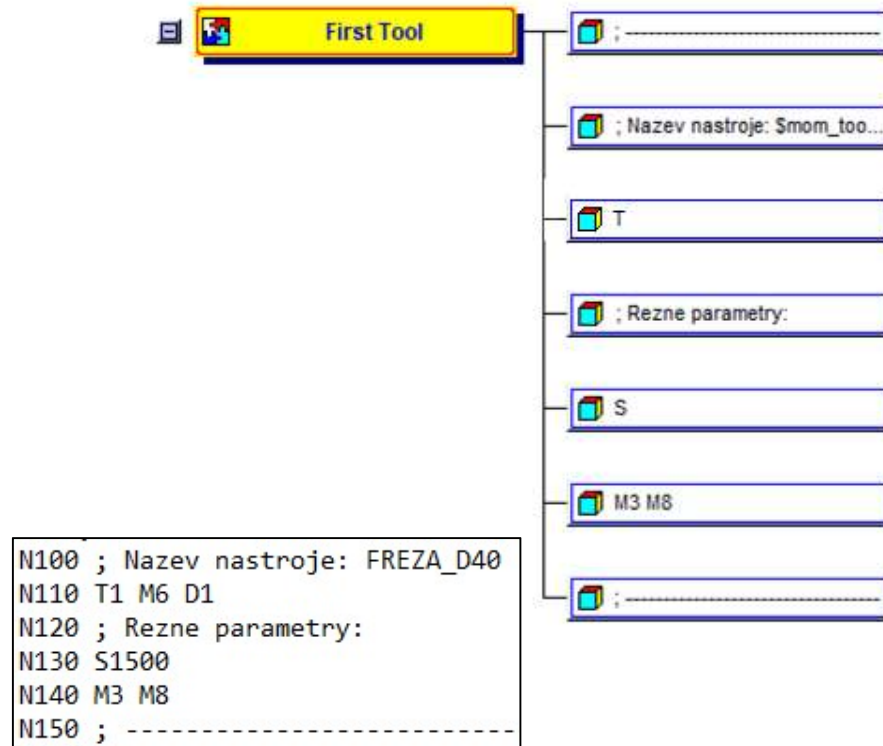 First Tool
; --------------------------------
; Nazev nastroje: $mom_too...
T
; Rezne parametry:
S
M3 M8
; --------------------------------
N100 ; Nazev nastroje: FREZA_D40
N110 T1 M6 D1
N120 ; Rezne parametry:
N130 S1500
N140 M3 M8
N150 ; --------------------------